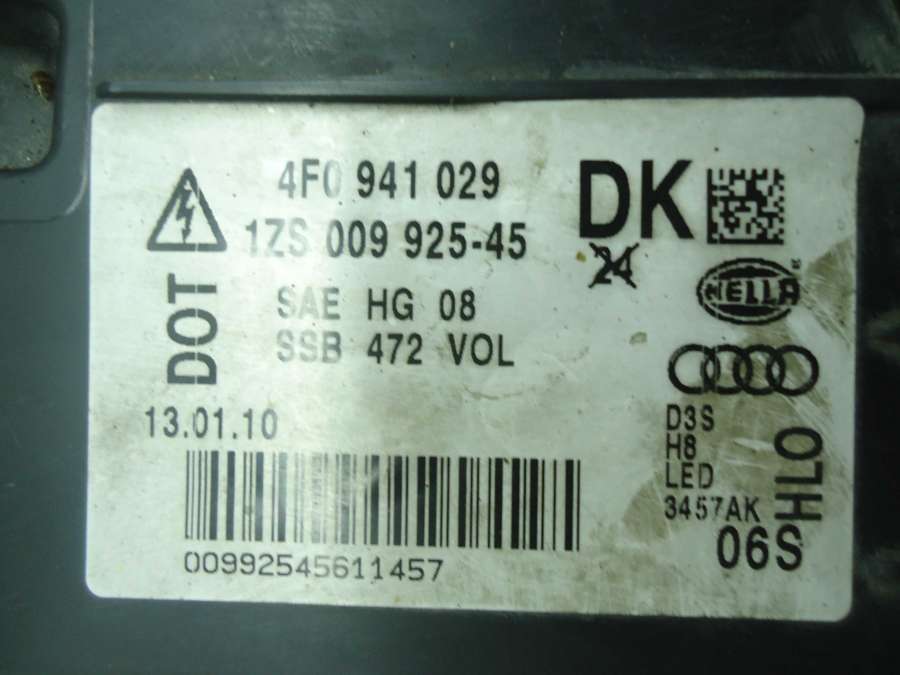 4F0 941 029
1ZS 009 925-45
DK
24
SAE HG 08
SSB 472 VOL
DOT
HELLA
13.01.10
D3S
H8
LED
3457AK
HLO
06S
00992545611457